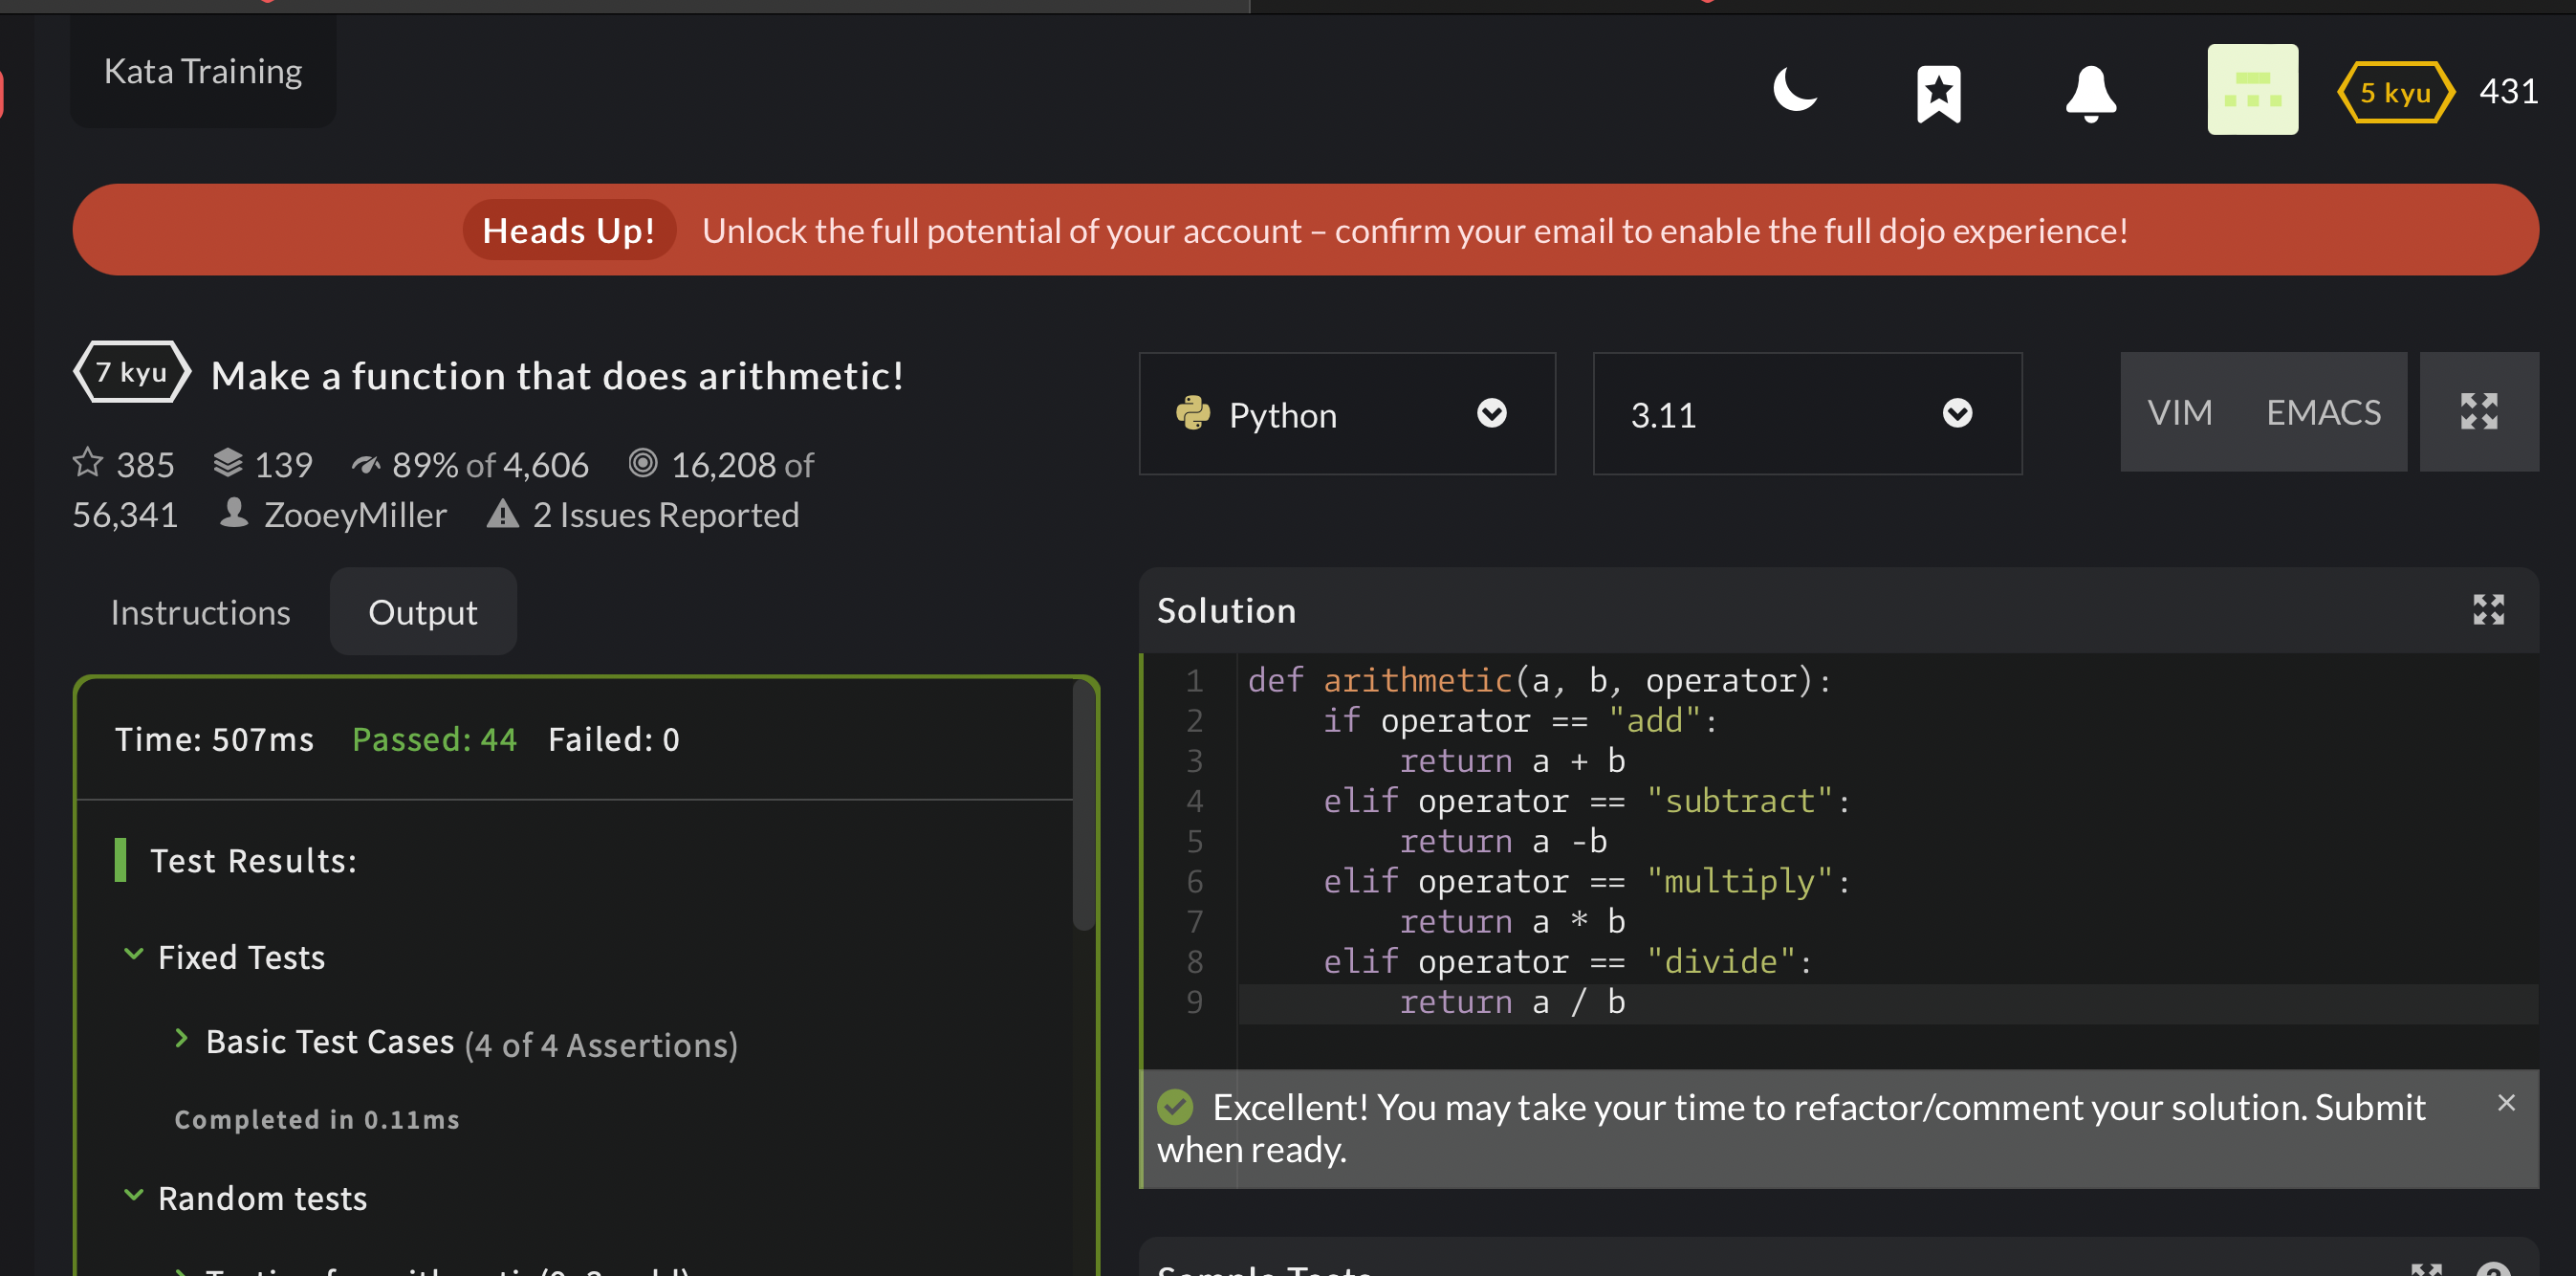 Kata Training
5 kyu 431
Heads Up! Unlock the full potential of your account – confirm your email to enable the full dojo experience!
7 kyu Make a function that does arithmetic!
385 139 89% of 4,606 16,208 of
56,341 ZooeyMiller 2 Issues Reported
Python 3.11 VIM EMACS
Instructions Output
Time: 507ms Passed: 44 Failed: 0
Test Results:
Fixed Tests
Basic Test Cases (4 of 4 Assertions)
Completed in 0.11ms
Random tests
Solution
1 def arithmetic(a, b, operator):
2     if operator == "add":
3         return a + b
4     elif operator == "subtract":
5         return a -b
6     elif operator == "multiply":
7         return a * b
8     elif operator == "divide":
9         return a / b
Excellent! You may take your time to refactor/comment your solution. Submit
when ready.
Sample Tests